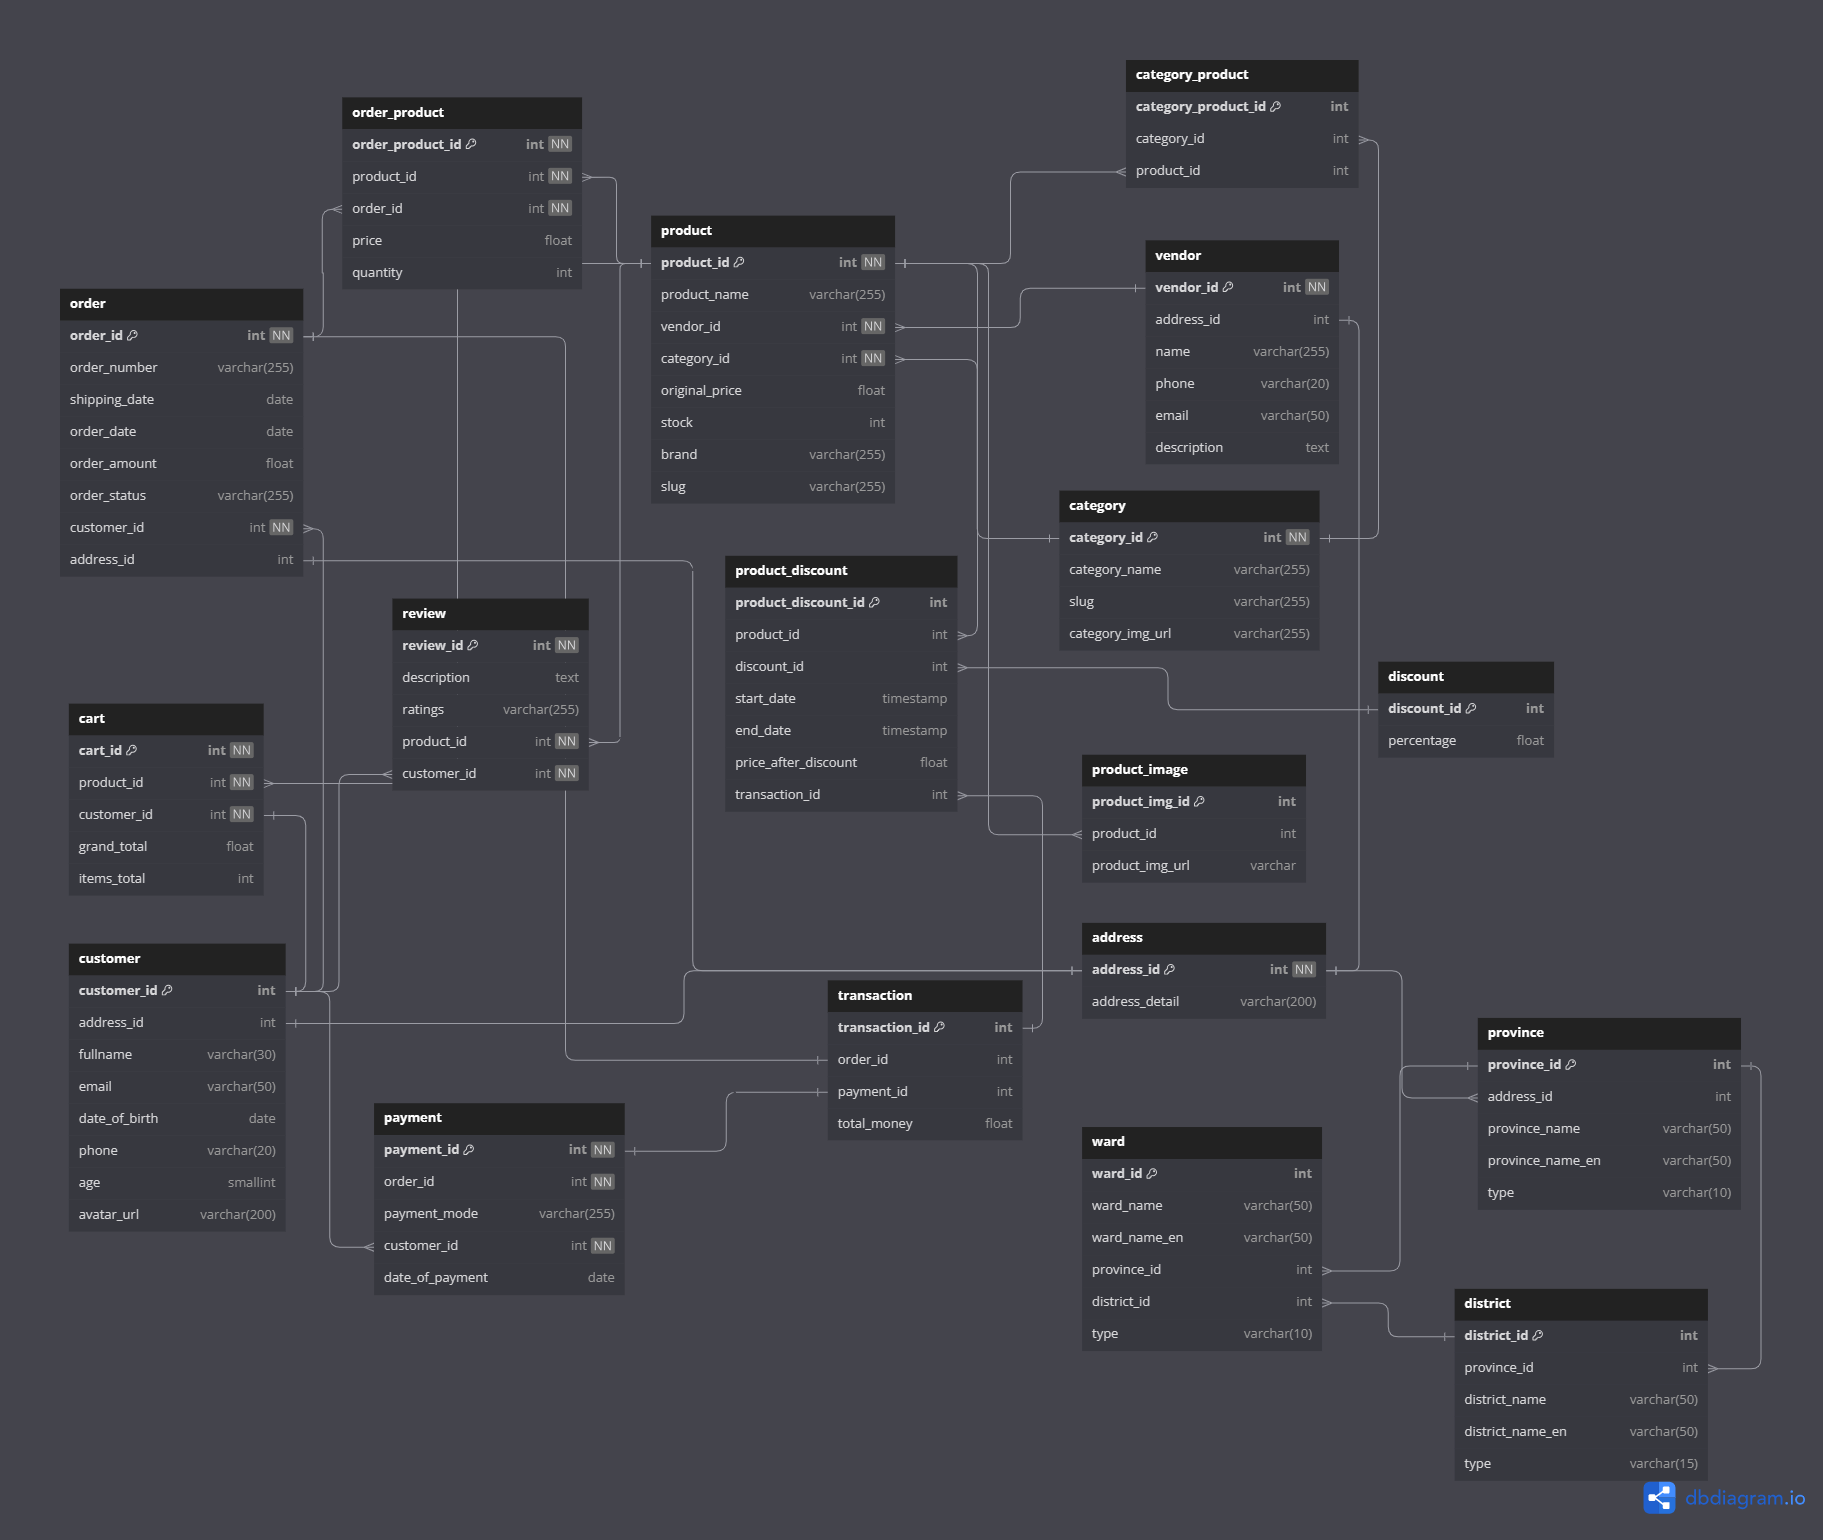 category_product
category_product_id int
category_id int
product_id int
order_product
order_product_id int NN
product_id int NN
order_id int NN
price float
quantity int
product
product_id int NN
product_name varchar(255)
vendor_id int NN
category_id int NN
original_price float
stock int
brand varchar(255)
slug varchar(255)
vendor
vendor_id int NN
address_id int
name varchar(255)
phone varchar(20)
email varchar(50)
description text
order
order_id int NN
order_number varchar(255)
shipping_date date
order_date date
order_amount float
order_status varchar(255)
customer_id int NN
address_id int
category
category_id int NN
category_name varchar(255)
slug varchar(255)
category_img_url varchar(255)
product_discount
product_discount_id int
product_id int
discount_id int
start_date timestamp
end_date timestamp
price_after_discount float
transaction_id int
review
review_id int NN
description text
ratings varchar(255)
product_id int NN
customer_id int NN
discount
discount_id int
percentage float
cart
cart_id int NN
product_id int NN
customer_id int NN
grand_total float
items_total int
product_image
product_img_id int
product_id int
product_img_url varchar
address
address_id int NN
address_detail varchar(200)
customer
customer_id int
address_id int
fullname varchar(30)
email varchar(50)
date_of_birth date
phone varchar(20)
age smallint
avatar_url varchar(200)
transaction
transaction_id int
order_id int
payment_id int
total_money float
province
province_id int
address_id int
province_name varchar(50)
province_name_en varchar(50)
type varchar(10)
payment
payment_id int NN
order_id int NN
payment_mode varchar(255)
customer_id int NN
date_of_payment date
ward
ward_id int
ward_name varchar(50)
ward_name_en varchar(50)
province_id int
district_id int
type varchar(10)
district
district_id int
province_id int
district_name varchar(50)
district_name_en varchar(50)
type varchar(15)
dbdiagram.io